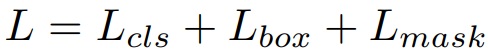 L = L_{cls} + L_{box} + L_{mask}